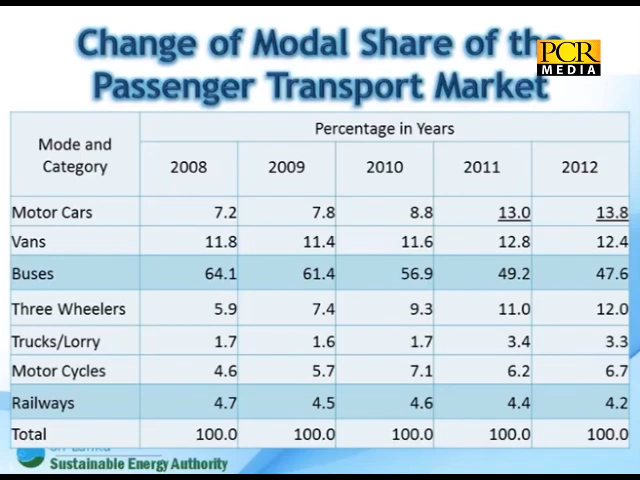 Change of Modal Share of the
Passenger Transport Market
PCR
MEDIA
Mode and
Category
Percentage in Years
2008 2009 2010 2011 2012
Motor Cars 7.2 7.8 8.8 13.0 13.8
Vans 11.8 11.4 11.6 12.8 12.4
Buses 64.1 61.4 56.9 49.2 47.6
Three Wheelers 5.9 7.4 9.3 11.0 12.0
Trucks/Lorry 1.7 1.6 1.7 3.4 3.3
Motor Cycles 4.6 5.7 7.1 6.2 6.7
Railways 4.7 4.5 4.6 4.4 4.2
Total 100.0 100.0 100.0 100.0 100.0
Sustainable Energy Authority